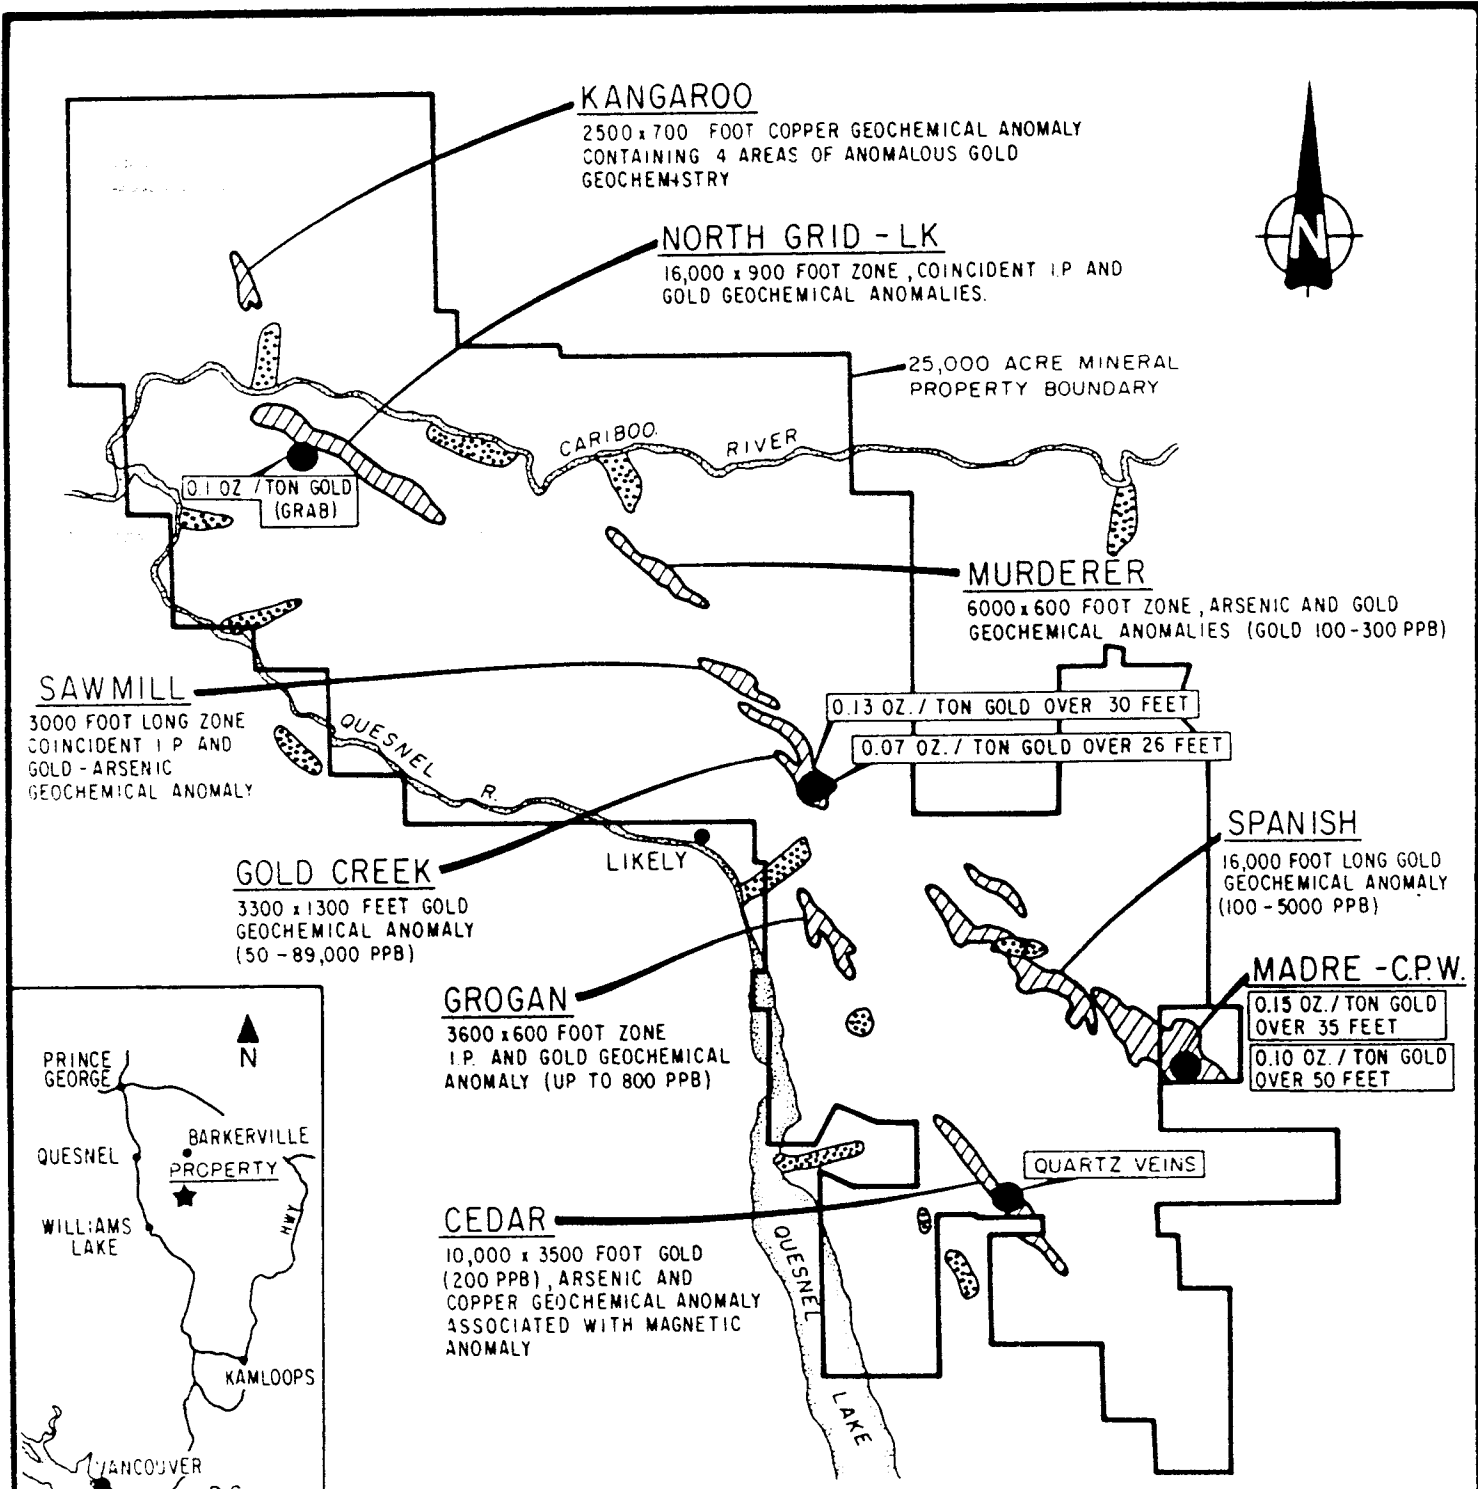 KANGAROO
2500 x 700 FOOT COPPER GEOCHEMICAL ANOMALY
CONTAINING 4 AREAS OF ANOMALOUS GOLD
GEOCHEMISTRY
NORTH GRID - LK
16,000 x 900 FOOT ZONE, COINCIDENT I.P AND
GOLD GEOCHEMICAL ANOMALIES.
N
25,000 ACRE MINERAL
PROPERTY BOUNDARY
CARIBOO.
RIVER
0.1 OZ./TON GOLD
(GRAB)
MURDERER
6000 x 600 FOOT ZONE, ARSENIC AND GOLD
GEOCHEMICAL ANOMALIES (GOLD 100-300 PPB)
SAWMILL
3000 FOOT LONG ZONE
COINCIDENT I P AND
GOLD - ARSENIC
GEOCHEMICAL ANOMALY
QUESNEL
R.
0.13 OZ./ TON GOLD OVER 30 FEET
0.07 OZ./ TON GOLD OVER 26 FEET
SPANISH
16,000 FOOT LONG GOLD
GEOCHEMICAL ANOMALY
(100-5000 PPB)
LIKELY
GOLD CREEK
3300 x 1300 FEET GOLD
GEOCHEMICAL ANOMALY
(50-89,000 PPB)
MADRE - C.P.W.
0.15 OZ./TON GOLD
OVER 35 FEET
0.10 OZ./TON GOLD
OVER 50 FEET
GROGAN
3600 x 600 FOOT ZONE
I.P. AND GOLD GEOCHEMICAL
ANOMALY (UP TO 800 PPB)
QUARTZ VEINS
CEDAR
10,000 x 3500 FOOT GOLD
(200 PPB), ARSENIC AND
COPPER GEOCHEMICAL ANOMALY
ASSOCIATED WITH MAGNETIC
ANOMALY
QUESNEL
LAKE
N
PRINCE
GEORGE
BARKERVILLE
QUESNEL
PROPERTY
WILLIAMS
LAKE
HWY
KAMLOOPS
VANCOUVER